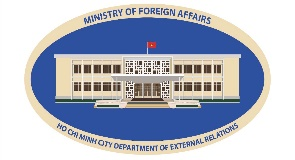 MINISTRY OF FOREIGN AFFAIRS
HO CHI MINH CITY DEPARTMENT OF EXTERNAL RELATIONS